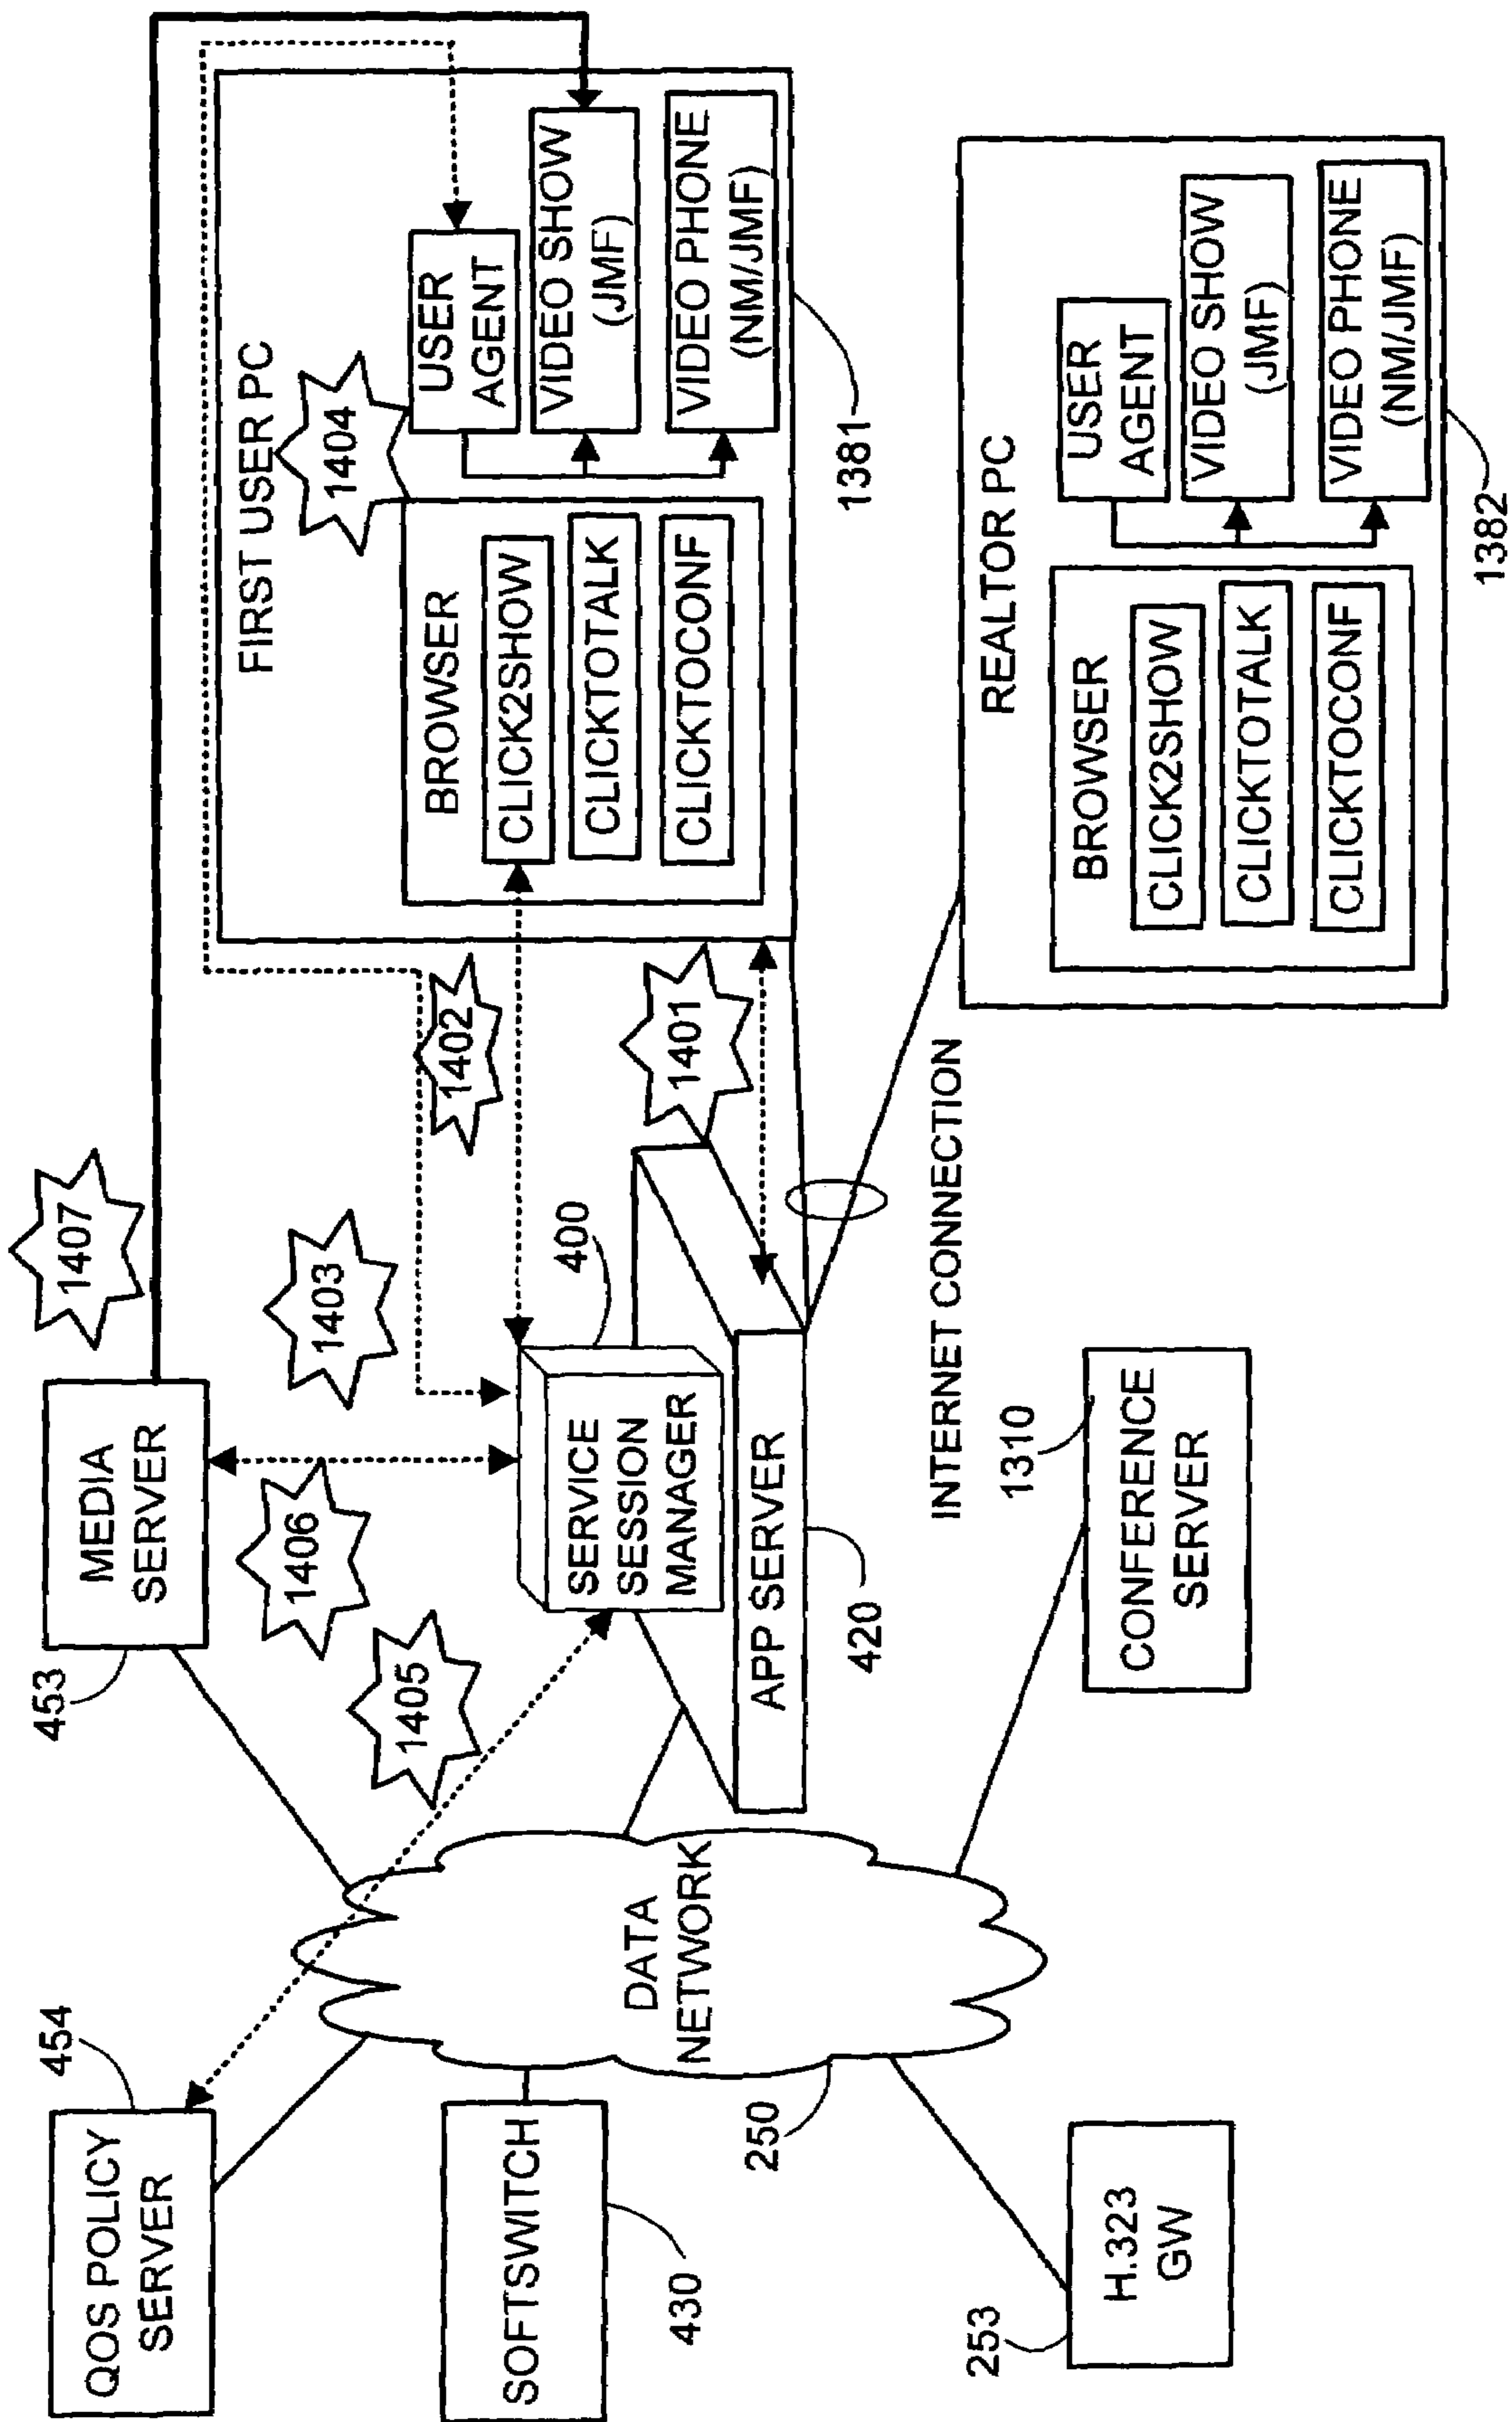 QOS POLICY
SERVER
454
SOFTSWITCH
430
H.323
GW
253
DATA
NETWORK
250
MEDIA
SERVER
453
1407
1403
1406
1405
SERVICE
SESSION
MANAGER
400
APP SERVER
420
CONFERENCE
SERVER
1310
INTERNET CONNECTION
1402
1401
FIRST USER PC
1404
BROWSER
CLICK2SHOW
CLICKTOTALK
CLICKTOCONF
USER
AGENT
VIDEO SHOW
(JMF)
VIDEO PHONE
(NM/JMF)
1381
REALTOR PC
BROWSER
CLICK2SHOW
CLICKTOTALK
CLICKTOCONF
USER
AGENT
VIDEO SHOW
(JMF)
VIDEO PHONE
(NM/JMF)
1382